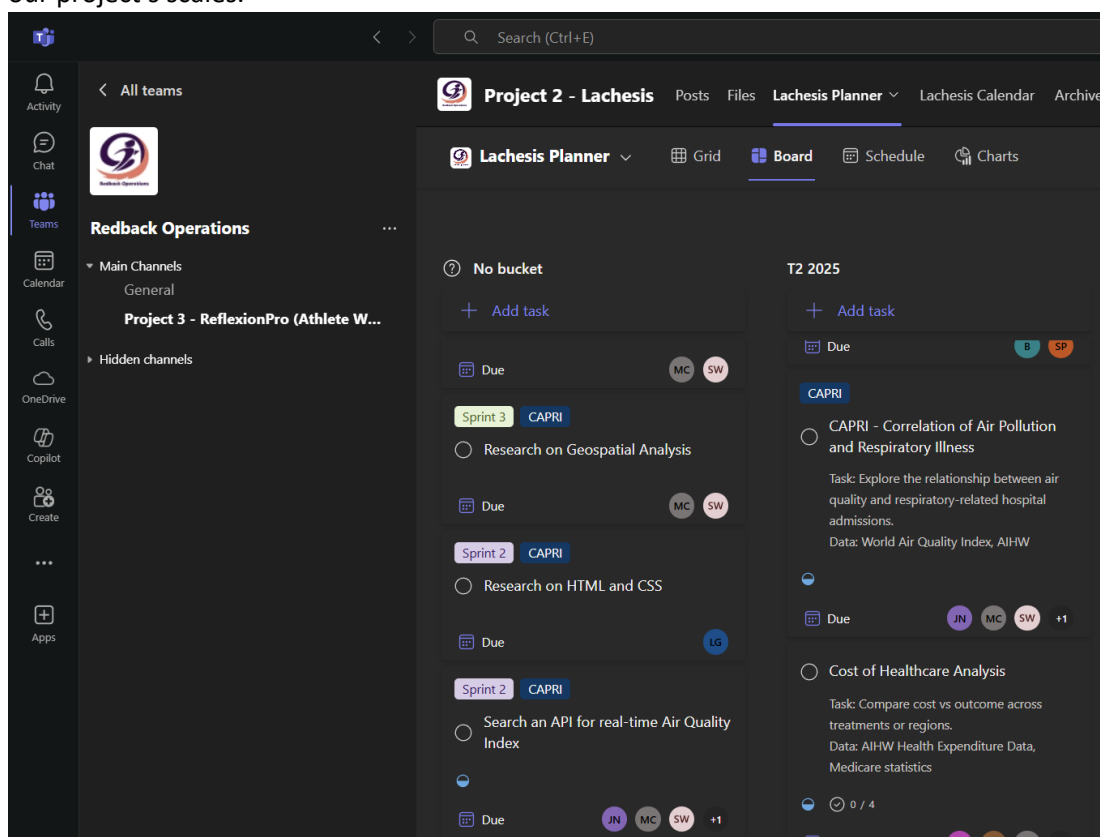 our project's scales.
Search (Ctrl+E)
Activity
Chat
Teams
Calendar
Calls
OneDrive
Copilot
Create
Apps
All teams
Redback Operations
Redback Operations
Main Channels
General
Project 3 - ReflexionPro (Athlete W...
Hidden channels
Project 2 - Lachesis
Posts
Files
Lachesis Planner
Lachesis Calendar
Archive
Lachesis Planner
Grid
Board
Schedule
Charts
No bucket
Add task
Due
MC SW
Sprint 3 CAPRI
Research on Geospatial Analysis
Due
MC SW
Sprint 2 CAPRI
Research on HTML and CSS
Due
LG
Sprint 2 CAPRI
Search an API for real-time Air Quality
Index
Due
JN MC SW +1
T2 2025
Add task
Due
B SP
CAPRI
CAPRI - Correlation of Air Pollution
and Respiratory Illness
Task: Explore the relationship between air
quality and respiratory-related hospital
admissions.
Data: World Air Quality Index, AIHW
Due
JN MC SW +1
Cost of Healthcare Analysis
Task: Compare cost vs outcome across
treatments or regions.
Data: AIHW Health Expenditure Data,
Medicare statistics
0 / 4